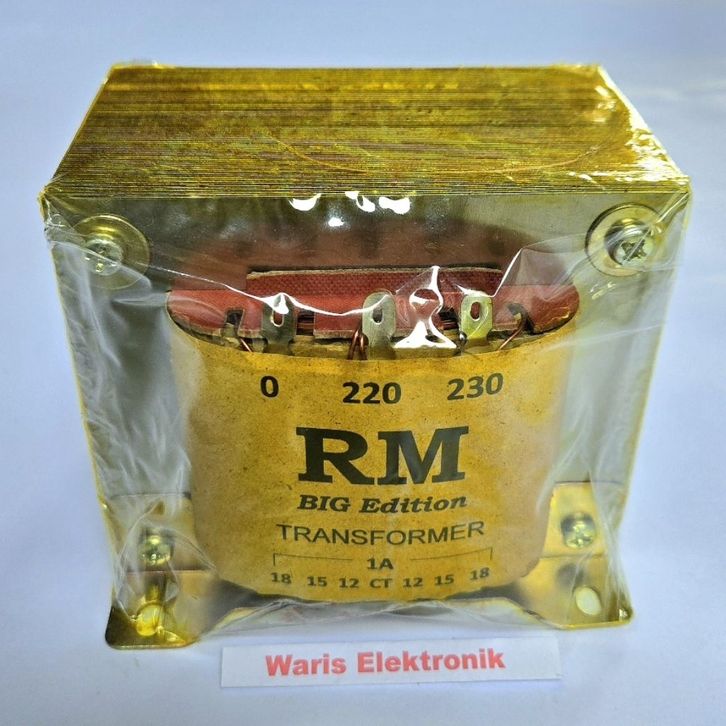 0 220 230
RM
BIG Edition
TRANSFORMER
1A
18 15 12 CT 12 15 18
Waris Elektronik